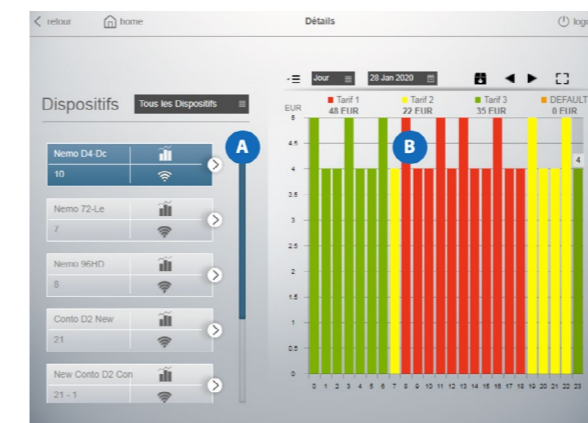 retour
home
Détails
logo
Dispositifs
Tous les Dispositifs
Jour
28 Jan 2020
A
B
EUR
Tarif 1
48 EUR
Tarif 2
22 EUR
Tarif 3
35 EUR
DEFAULT
0 EUR
Nemo D4-Dc
10
Nemo 72-Le
7
Nemo 96HD
8
Conto D2 New
21
New Conto D2 Con
21 - 1
5
4.5
4
3.5
3
2.5
2
1.5
1
0.5
0
4
0 1 2 3 4 5 6 7 8 9 10 11 12 13 14 15 16 17 18 19 20 21 22 23